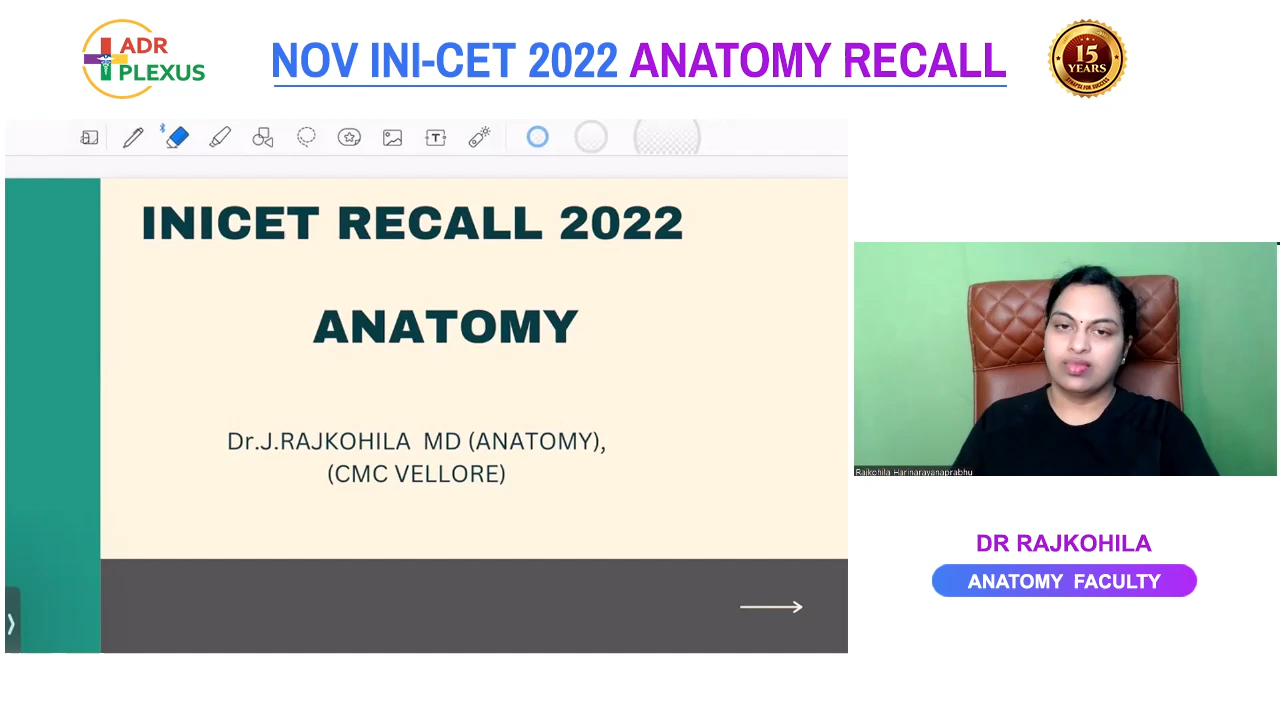 ADR
PLEXUS
NOV INI-CET 2022 ANATOMY RECALL
15
YEARS
INICET RECALL 2022
ANATOMY
Dr.J.RAJKOHILA MD (ANATOMY),
(CMC VELLORE)
Rajkohila Harinarayanaprabhu
DR RAJKOHILA
ANATOMY FACULTY